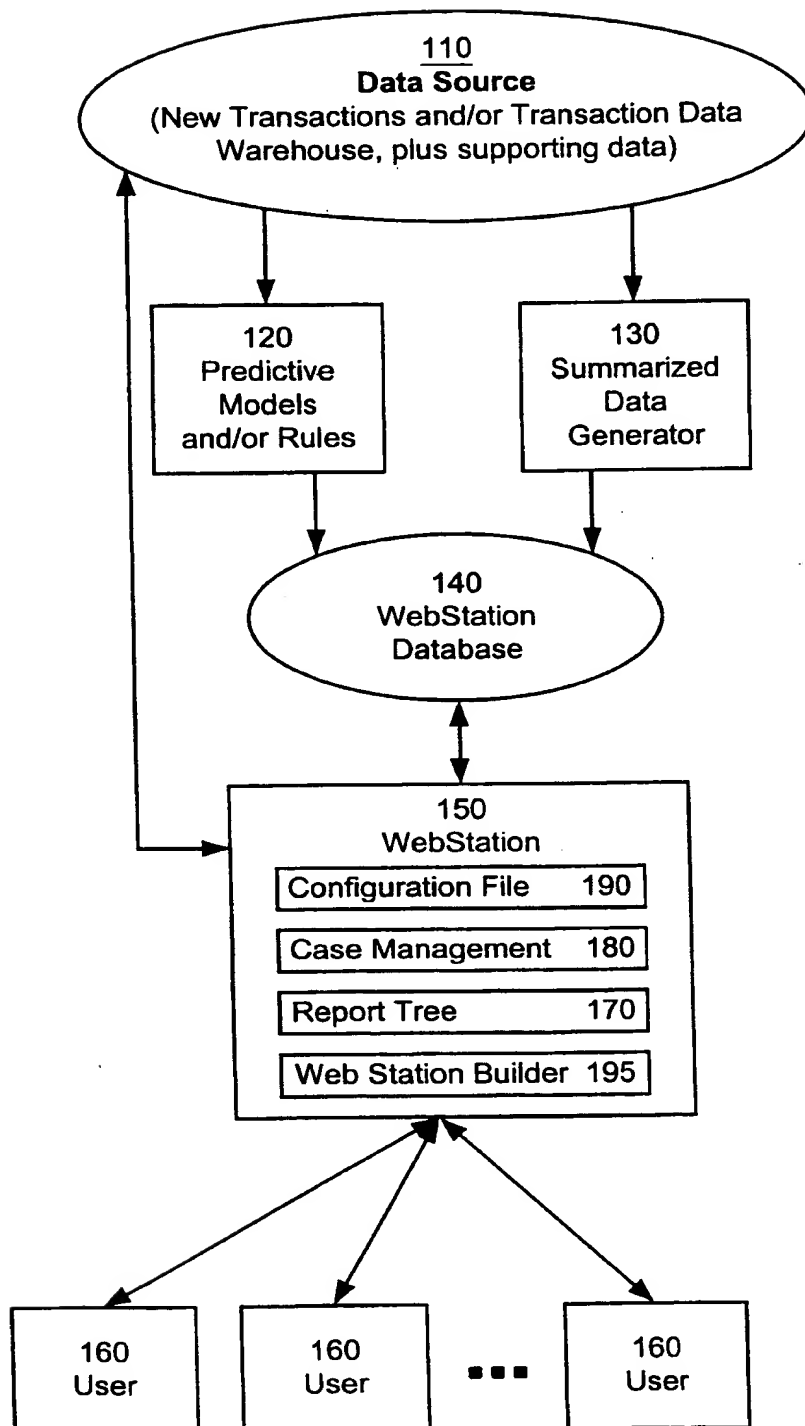 110
Data Source
(New Transactions and/or Transaction Data
Warehouse, plus supporting data)
120
Predictive
Models
and/or Rules
130
Summarized
Data
Generator
140
WebStation
Database
150
WebStation
Configuration File 190
Case Management 180
Report Tree 170
Web Station Builder 195
160
User
160
User
160
User